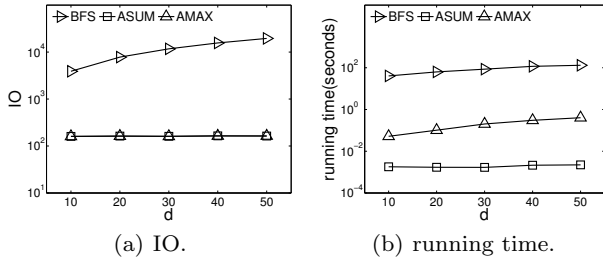 BFS ASUM AMAX
10^4
10^3
10^2
10^1
IO
10 20 30 40 50
d
(a) IO.
BFS ASUM AMAX
10^2
10^0
10^-2
10^-4
running time(seconds)
10 20 30 40 50
d
(b) running time.